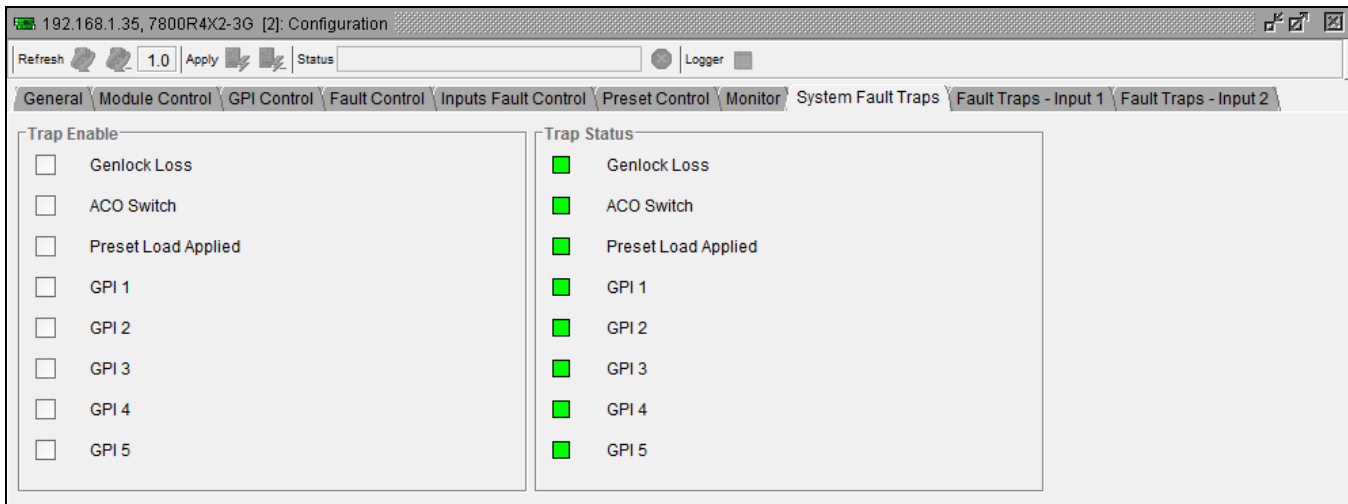 192.168.1.35, 7800R4X2-3G [2]: Configuration
Refresh 1.0 Apply Status Logger
General Module Control GPI Control Fault Control Inputs Fault Control Preset Control Monitor System Fault Traps Fault Traps - Input 1 Fault Traps - Input 2
Trap Enable Trap Status
Genlock Loss Genlock Loss
ACO Switch ACO Switch
Preset Load Applied Preset Load Applied
GPI 1 GPI 1
GPI 2 GPI 2
GPI 3 GPI 3
GPI 4 GPI 4
GPI 5 GPI 5